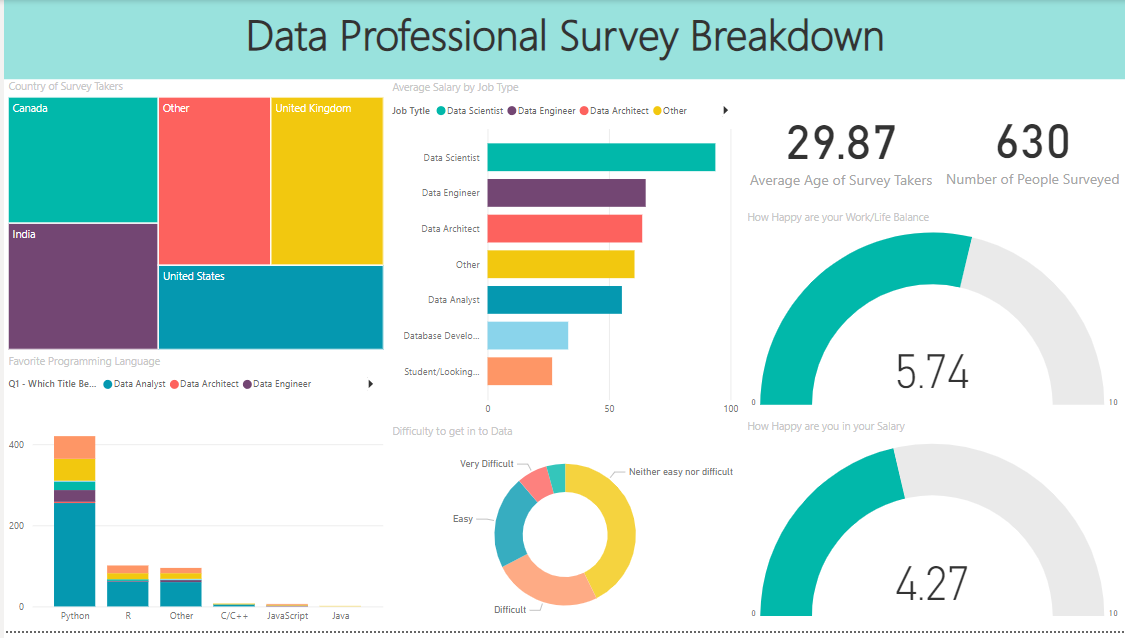 Data Professional Survey Breakdown
Country of Survey Takers
Canada
Other
United Kingdom
India
United States
Average Salary by Job Type
Job Tytle Data Scientist Data Engineer Data Architect Other
Data Scientist
Data Engineer
Data Architect
Other
Data Analyst
Database Develo...
Student/Looking...
0 50 100
29.87
Average Age of Survey Takers
630
Number of People Surveyed
How Happy are your Work/Life Balance
5.74
0 10
Favorite Programming Language
Q1 - Which Title Be... Data Analyst Data Architect Data Engineer
400
200
0
Python R Other C/C++ JavaScript Java
Difficulty to get in to Data
Very Difficult
Neither easy nor difficult
Easy
Difficult
How Happy are you in your Salary
4.27
0 10